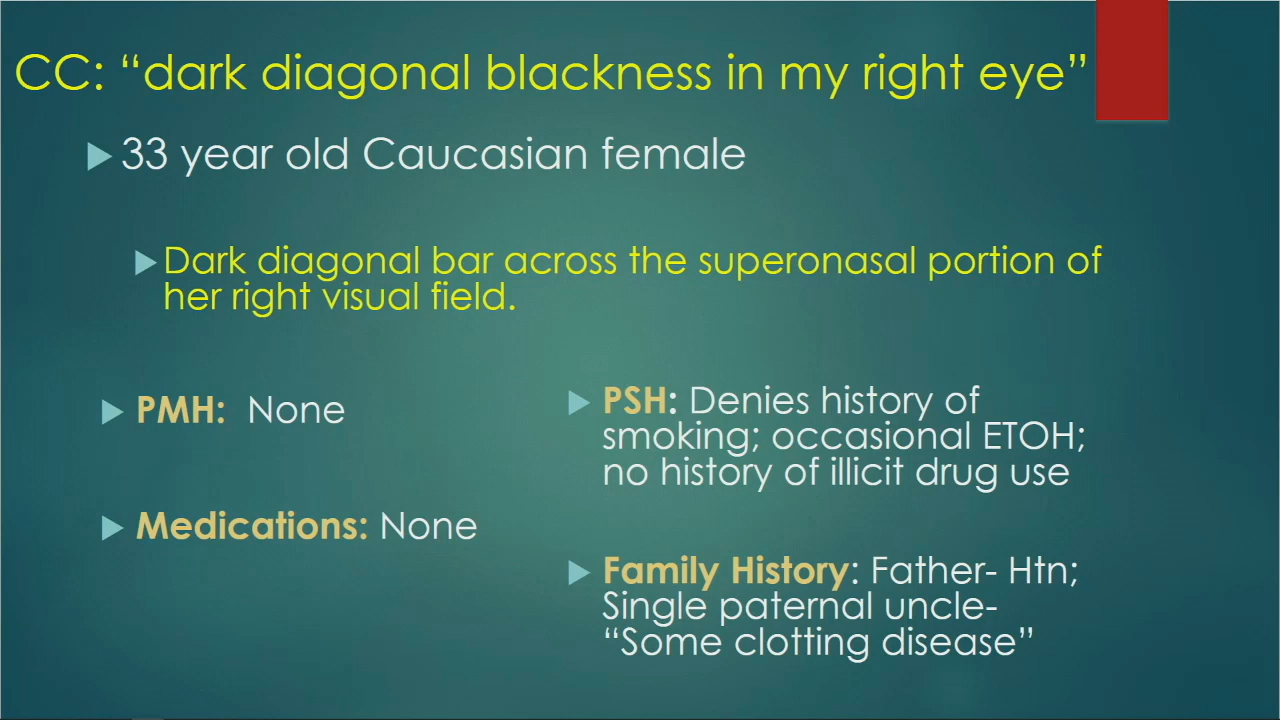 CC: “dark diagonal blackness in my right eye”
33 year old Caucasian female
Dark diagonal bar across the superonasal portion of
her right visual field.
PMH: None
Medications: None
PSH: Denies history of
smoking; occasional ETOH;
no history of illicit drug use
Family History: Father- Htn;
Single paternal uncle-
“Some clotting disease”